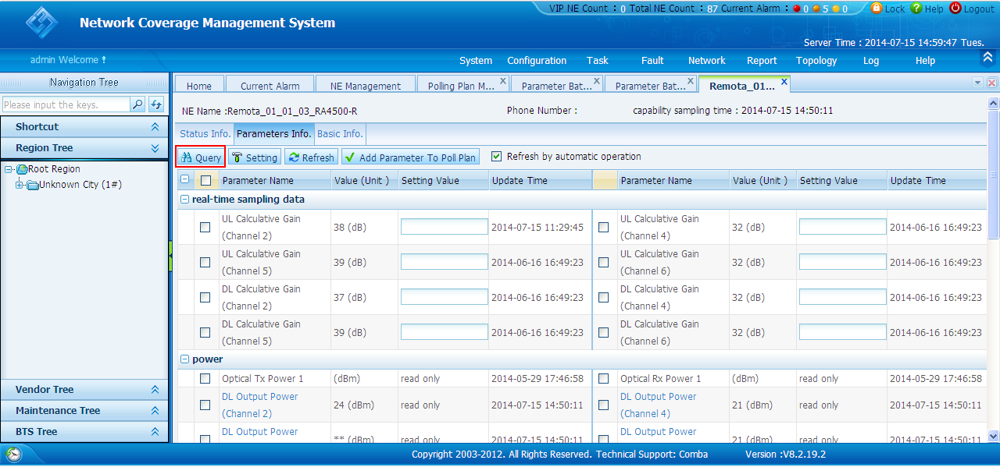 VIP NE Count : 0 Total NE Count : 87 Current Alarm : 0 5 0 Lock Help Logout
Network Coverage Management System
Server Time : 2014-07-15 14:59:47 Tues.
admin Welcome !
System Configuration Task Fault Network Report Topology Log Help
Navigation Tree
Home Current Alarm NE Management Polling Plan M... X Parameter Bat... X Parameter Bat... X Remota_01... X
Please input the keys.
NE Name :Remota_01_01_03_RA4500-R Phone Number : capability sampling time : 2014-07-15 14:50:11
Shortcut
Region Tree
Root Region
Unknown City (1#)
Vendor Tree
Maintenance Tree
BTS Tree
Status Info. Parameters Info. Basic Info.
Query Setting Refresh Add Parameter To Poll Plan Refresh by automatic operation
Parameter Name Value (Unit ) Setting Value Update Time Parameter Name Value (Unit ) Setting Value Update Time
real-time sampling data
UL Calculative Gain (Channel 2) 38 (dB) 2014-07-15 11:29:45 UL Calculative Gain (Channel 4) 32 (dB) 2014-06-16 16:49:23
UL Calculative Gain (Channel 5) 39 (dB) 2014-06-16 16:49:23 UL Calculative Gain (Channel 6) 32 (dB) 2014-06-16 16:49:23
DL Calculative Gain (Channel 2) 37 (dB) 2014-06-16 16:49:23 DL Calculative Gain (Channel 4) 32 (dB) 2014-06-16 16:49:23
DL Calculative Gain (Channel 5) 39 (dB) 2014-06-16 16:49:23 DL Calculative Gain (Channel 6) 32 (dB) 2014-06-16 16:49:23
power
Optical Tx Power 1 (dBm) read only 2014-05-29 17:46:58 Optical Rx Power 1 (dBm) read only 2014-05-29 17:46:58
DL Output Power (Channel 2) 24 (dBm) read only 2014-07-15 14:50:11 DL Output Power (Channel 4) 21 (dBm) read only 2014-07-15 14:50:11
DL Output Power ** (dBm) read only 2014-07-15 14:50:11 DL Output Power 21 (dBm) read only 2014-07-15 14:50:11
Copyright 2003-2012. All Rights Reserved. Technical Support: Comba Version :V8.2.19.2